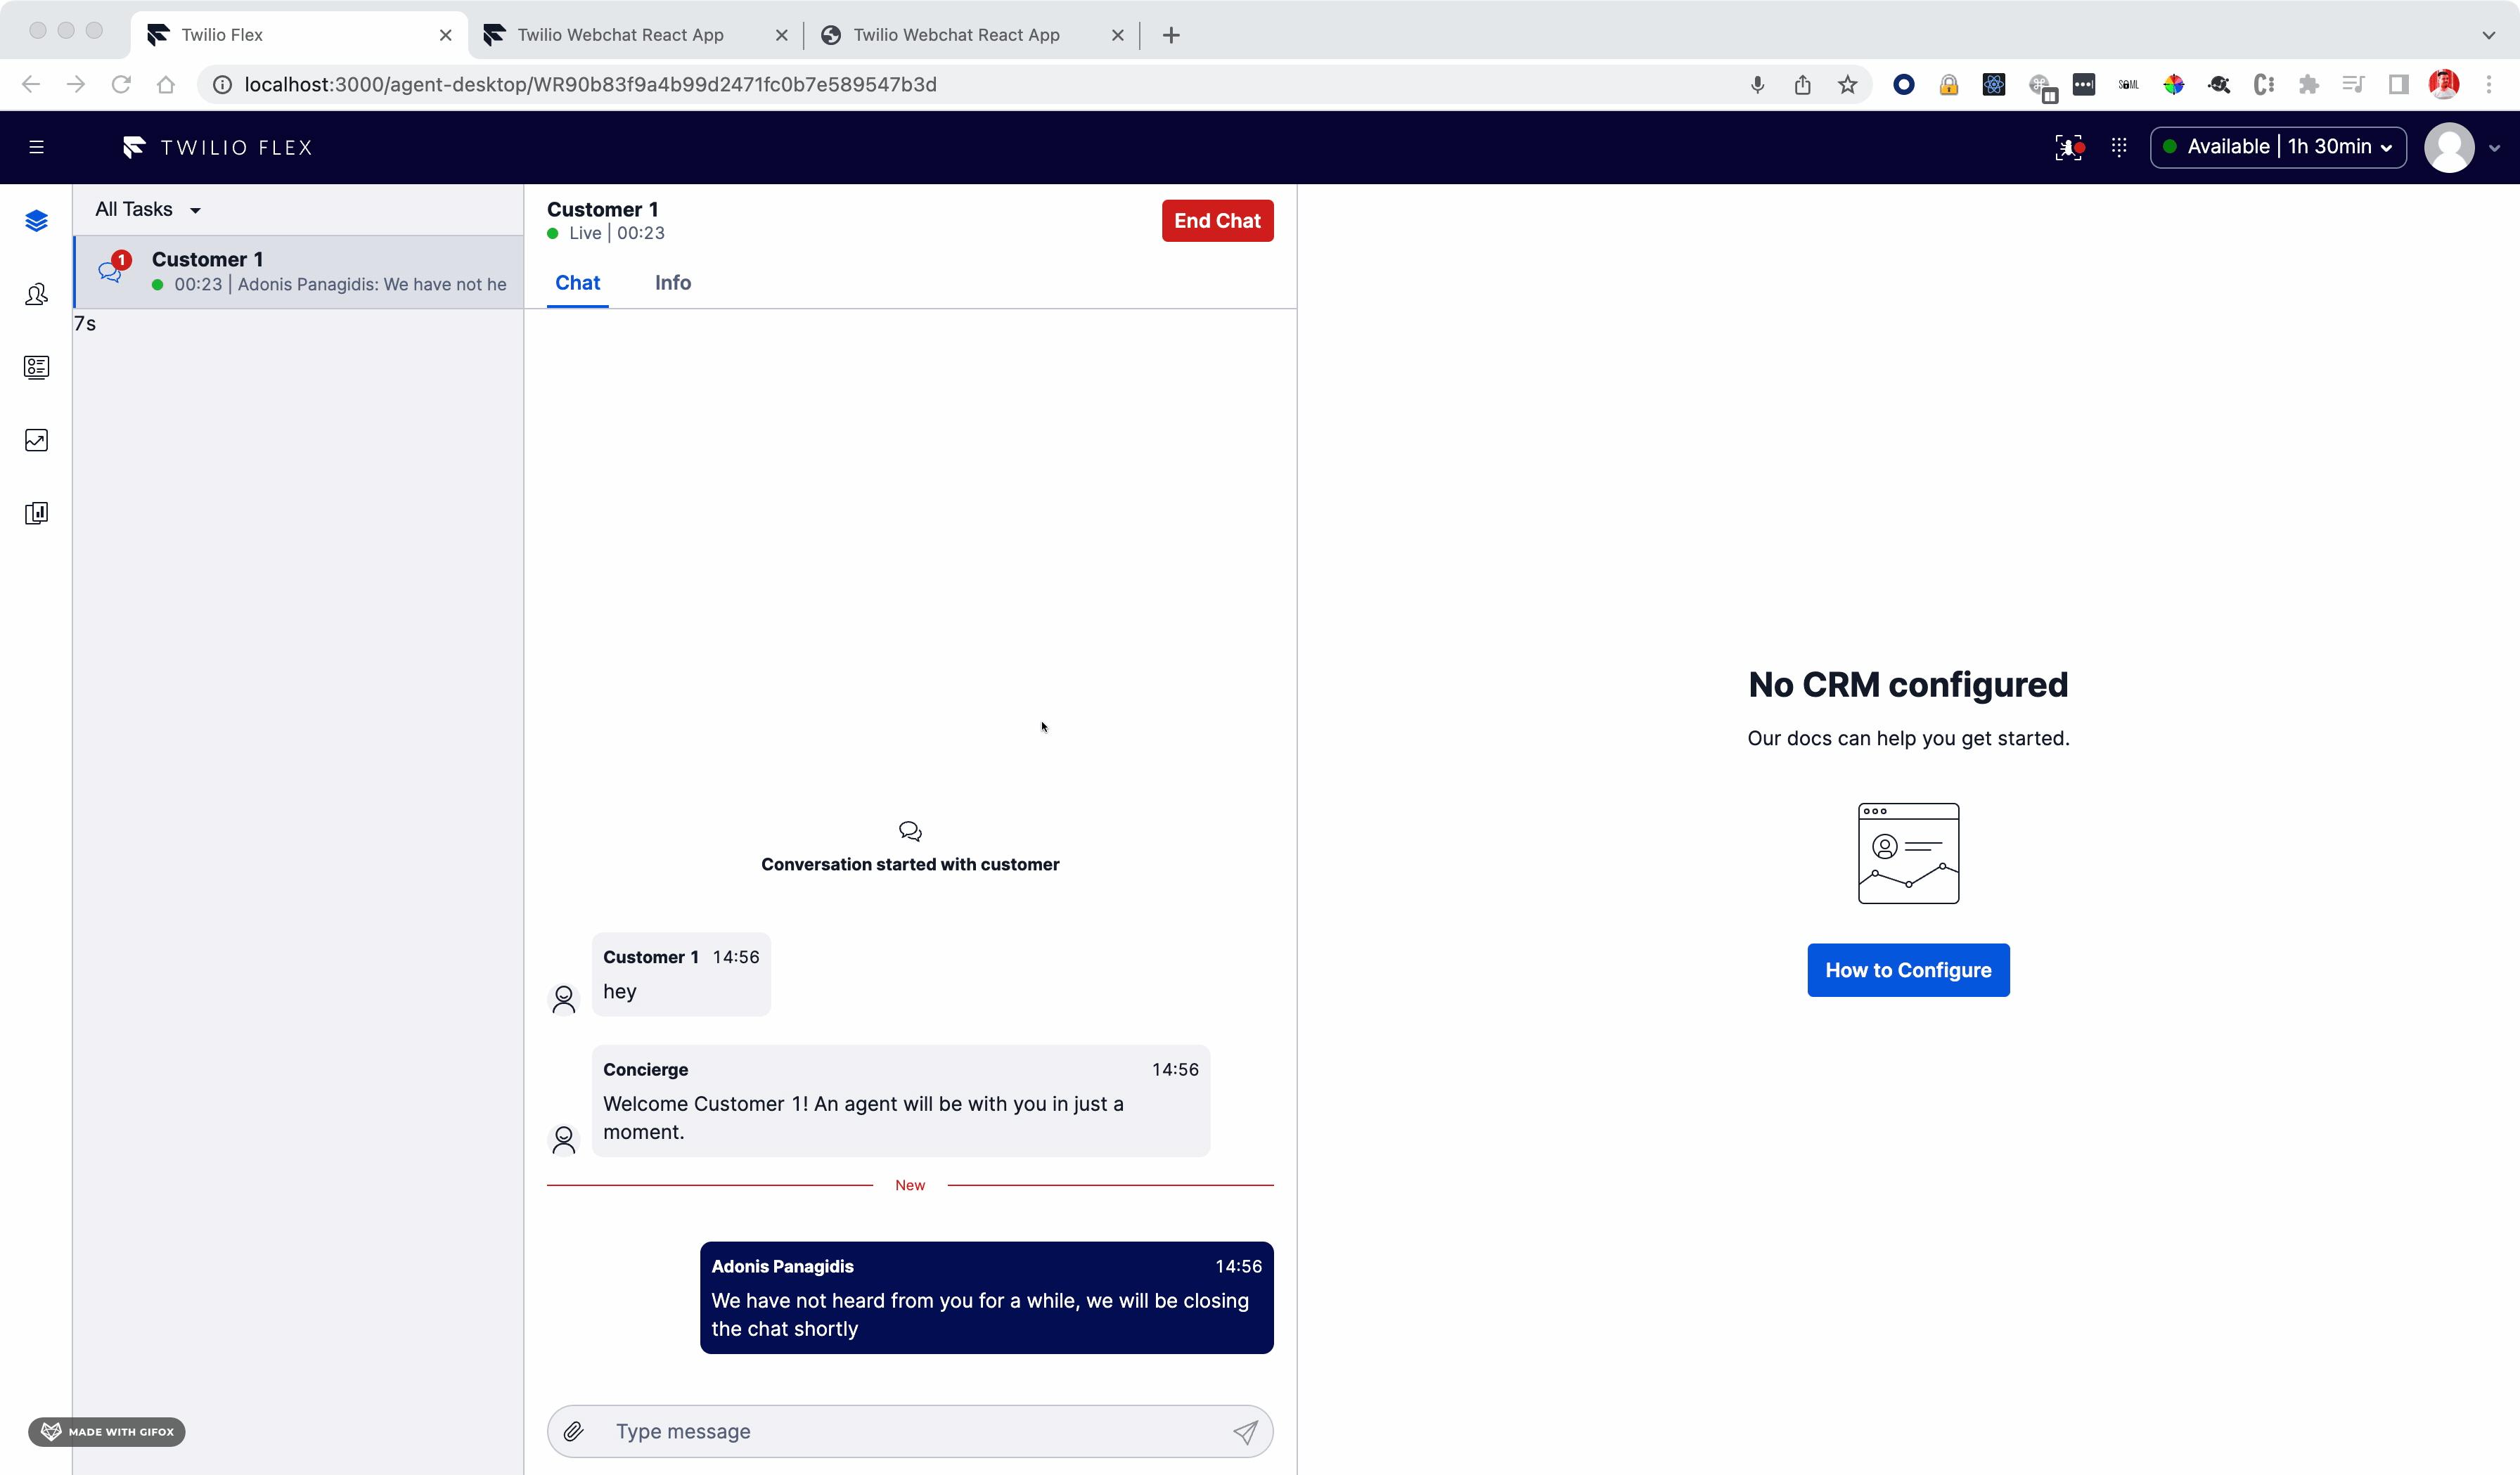 Twilio Flex
Twilio Webchat React App
Twilio Webchat React App
localhost:3000/agent-desktop/WR90b83f9a4b99d2471fc0b7e589547b3d
TWILIO FLEX
Available | 1h 30min
All Tasks
1
Customer 1
00:23 | Adonis Panagidis: We have not he
7s
Customer 1
Live | 00:23
End Chat
Chat
Info
Conversation started with customer
Customer 1 14:56
hey
Concierge 14:56
Welcome Customer 1! An agent will be with you in just a
moment.
New
Adonis Panagidis 14:56
We have not heard from you for a while, we will be closing
the chat shortly
Type message
No CRM configured
Our docs can help you get started.
How to Configure
MADE WITH GIFOX